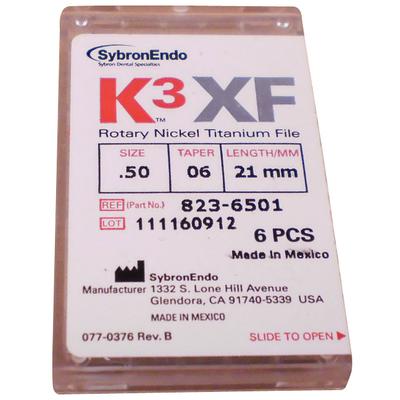 SybronEndo
Sybron Dental Specialties
K3 XF
TM
Rotary Nickel Titanium File
SIZE TAPER LENGTH/MM
.50 06 21 mm
REF (Part No.) 823-6501
LOT 111160912
6 PCS
Made in Mexico
SybronEndo
Manufacturer 1332 S. Lone Hill Avenue
Glendora, CA 91740-5339 USA
MADE IN MEXICO
077-0376 Rev. B SLIDE TO OPEN